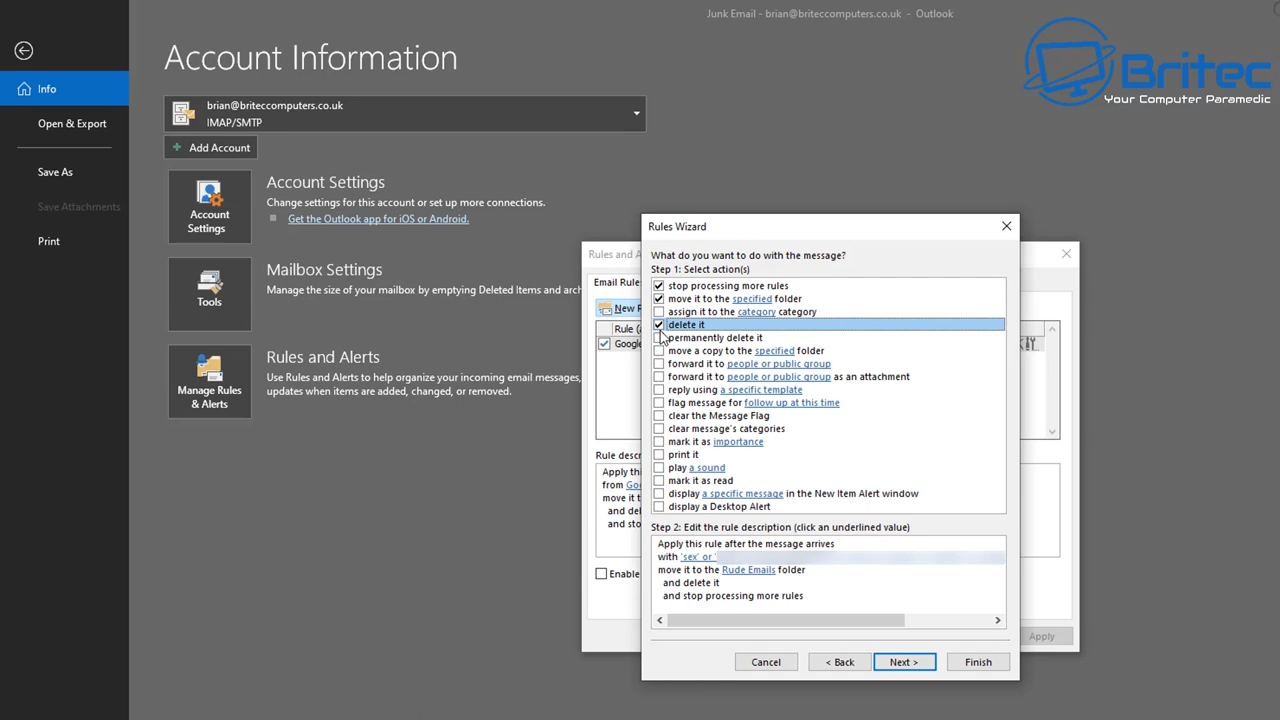 Junk Email - brian@briteccomputers.co.uk - Outlook
Britec
Your Computer Paramedic
Info
Open & Export
Save As
Save Attachments
Print
Account Information
brian@briteccomputers.co.uk
IMAP/SMTP
Add Account
Account Settings
Account Settings
Change settings for this account or set up more connections.
Get the Outlook app for iOS or Android.
Tools
Mailbox Settings
Manage the size of your mailbox by emptying Deleted Items and
Manage Rules & Alerts
Rules and Alerts
Use Rules and Alerts to help organize your incoming email messages,
updates when items are added, changed, or removed.
Rules and
Email Rule
New
Rule
Rule
Apply
from
move it
and
and
Enable
Apply
Rules Wizard
What do you want to do with the message?
Step 1: Select action(s)
stop processing more rules
move it to the specified folder
assign it to the category category
delete it
permanently delete it
move a copy to the specified folder
forward it to people or public group
forward it to people or public group as an attachment
reply using a specific template
flag message for follow up at this time
clear the Message Flag
clear message's categories
mark it as importance
print it
play a sound
mark it as read
display a specific message in the New Item Alert window
display a Desktop Alert
Step 2: Edit the rule description (click an underlined value)
Apply this rule after the message arrives
with 'sex' or '
move it to the Rude Emails folder
and delete it
and stop processing more rules
Cancel
< Back
Next >
Finish